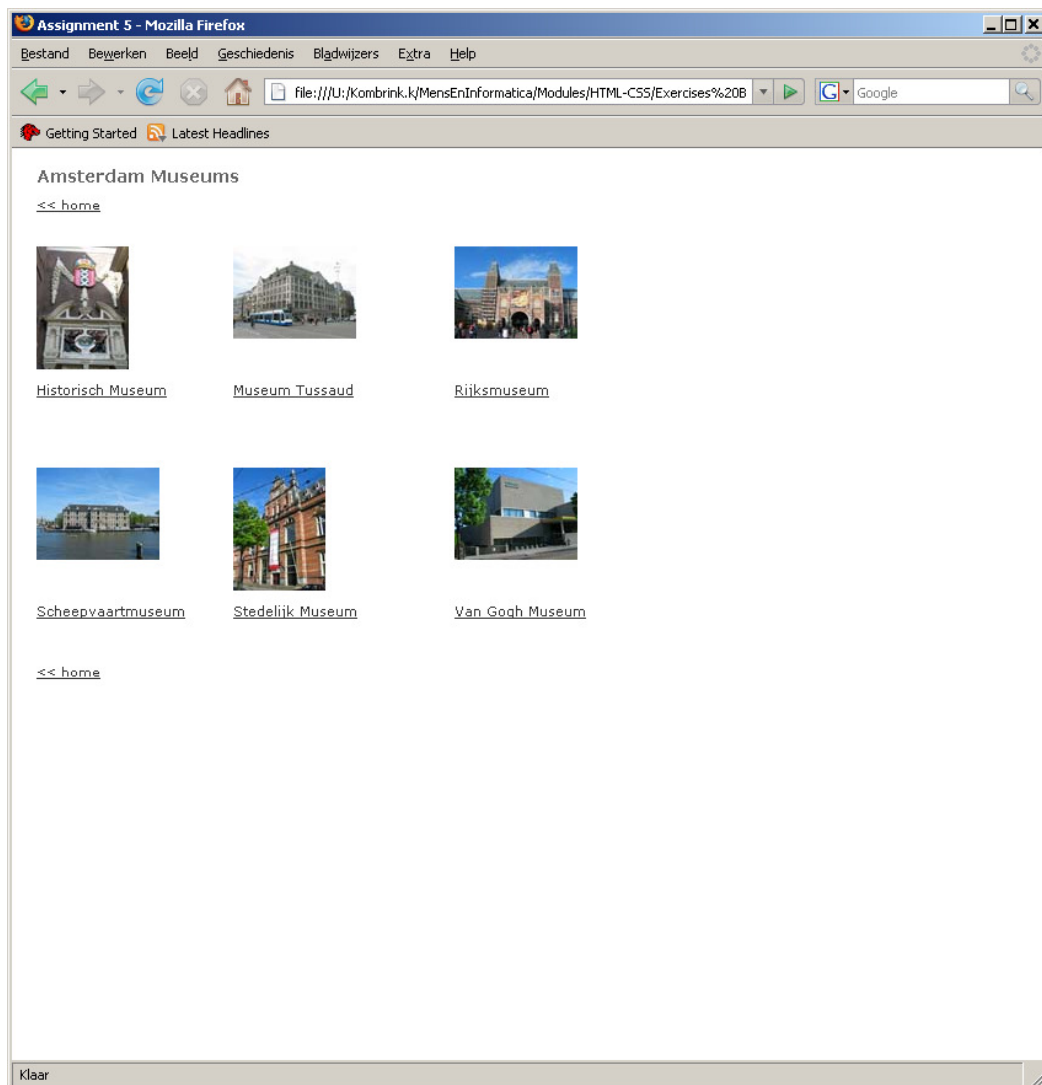 Assignment 5 - Mozilla Firefox
Bestand Bewerken Beeld Geschiedenis Bladwijzers Extra Help
file:///U:/Kombrink.k/MensEnInformatica/Modules/HTML-CSS/Exercises%20B G Google
Getting Started Latest Headlines
Amsterdam Museums
<< home
Historisch Museum Museum Tussaud Rijksmuseum
Scheepvaartmuseum Stedelijk Museum Van Gogh Museum
<< home
Klaar